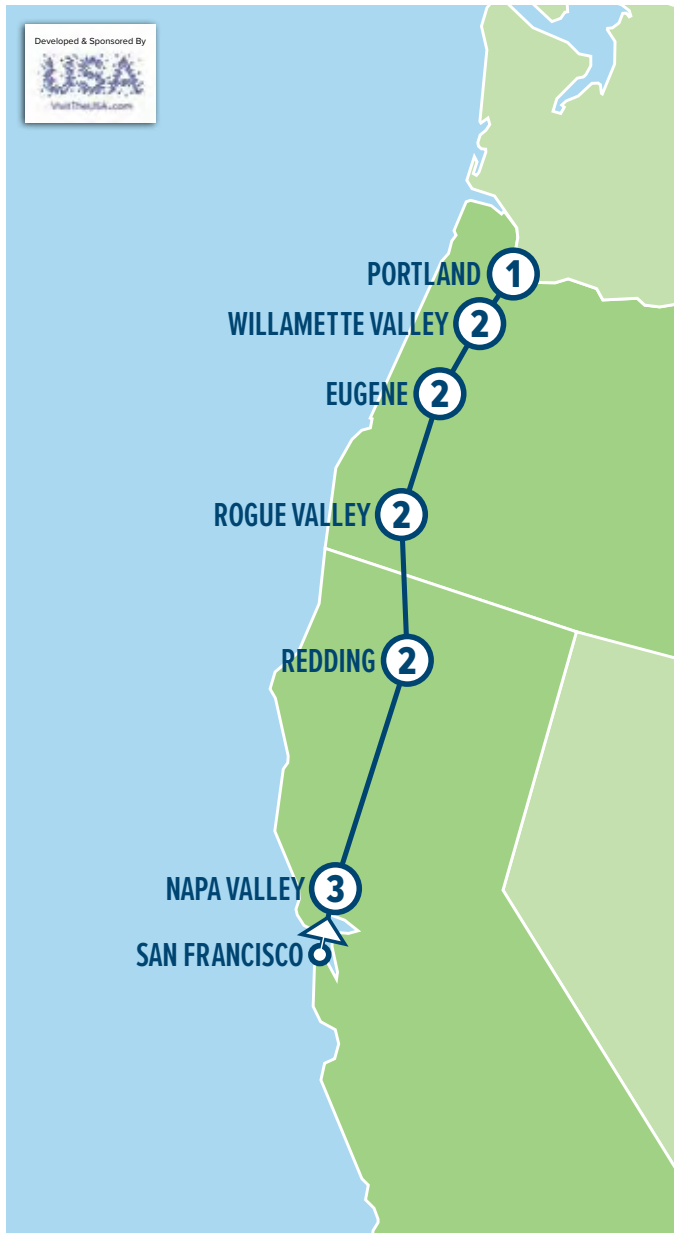 Developed & Sponsored By
USA
VisitTheUSA.com
PORTLAND 1
WILLAMETTE VALLEY 2
EUGENE 2
ROGUE VALLEY 2
REDDING 2
NAPA VALLEY 3
SAN FRANCISCO